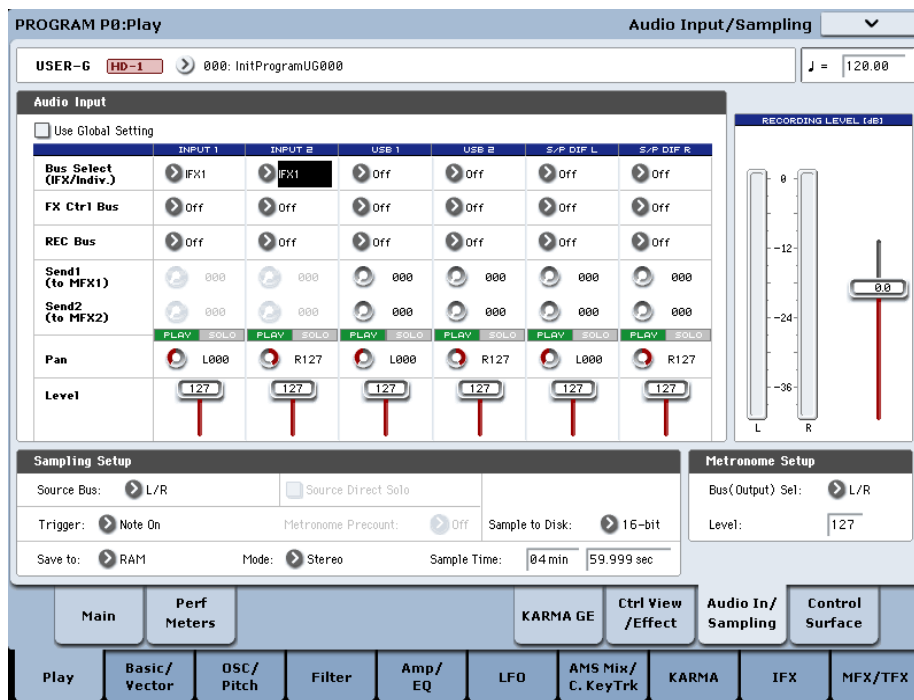 PROGRAM P0:Play
Audio Input/Sampling
USER-G HD-1 000: InitProgramUG000
♩ = 120.00
Audio Input
Use Global Setting
INPUT 1 INPUT 2 USB 1 USB 2 S/P DIF L S/P DIF R
Bus Select
(IFX/Indiv.)
IFX1 IFX1 Off Off Off Off
FX Ctrl Bus Off Off Off Off Off Off
REC Bus Off Off Off Off Off Off
Send1
(to MFX1)
000 000 000 000 000 000
Send2
(to MFX2)
000 000 000 000 000 000
PLAY SOLO PLAY SOLO PLAY SOLO PLAY SOLO PLAY SOLO PLAY SOLO
Pan L000 R127 L000 R127 L000 R127
Level 127 127 127 127 127 127
RECORDING LEVEL [dB]
0
-12
-24
-36
L R
0.0
Sampling Setup
Source Bus: L/R Source Direct Solo
Trigger: Note On Metronome Precount: Off Sample to Disk: 16-bit
Save to: RAM Mode: Stereo Sample Time: 04 min 59.999 sec
Metronome Setup
Bus(Output) Sel: L/R
Level: 127
Main
Perf
Meters
KARMA GE
Ctrl View
/Effect
Audio In/
Sampling
Control
Surface
Play
Basic/
Vector
OSC/
Pitch
Filter
Amp/
EQ
LFO
AMS Mix/
C. KeyTrk
KARMA
IFX
MFX/TFX